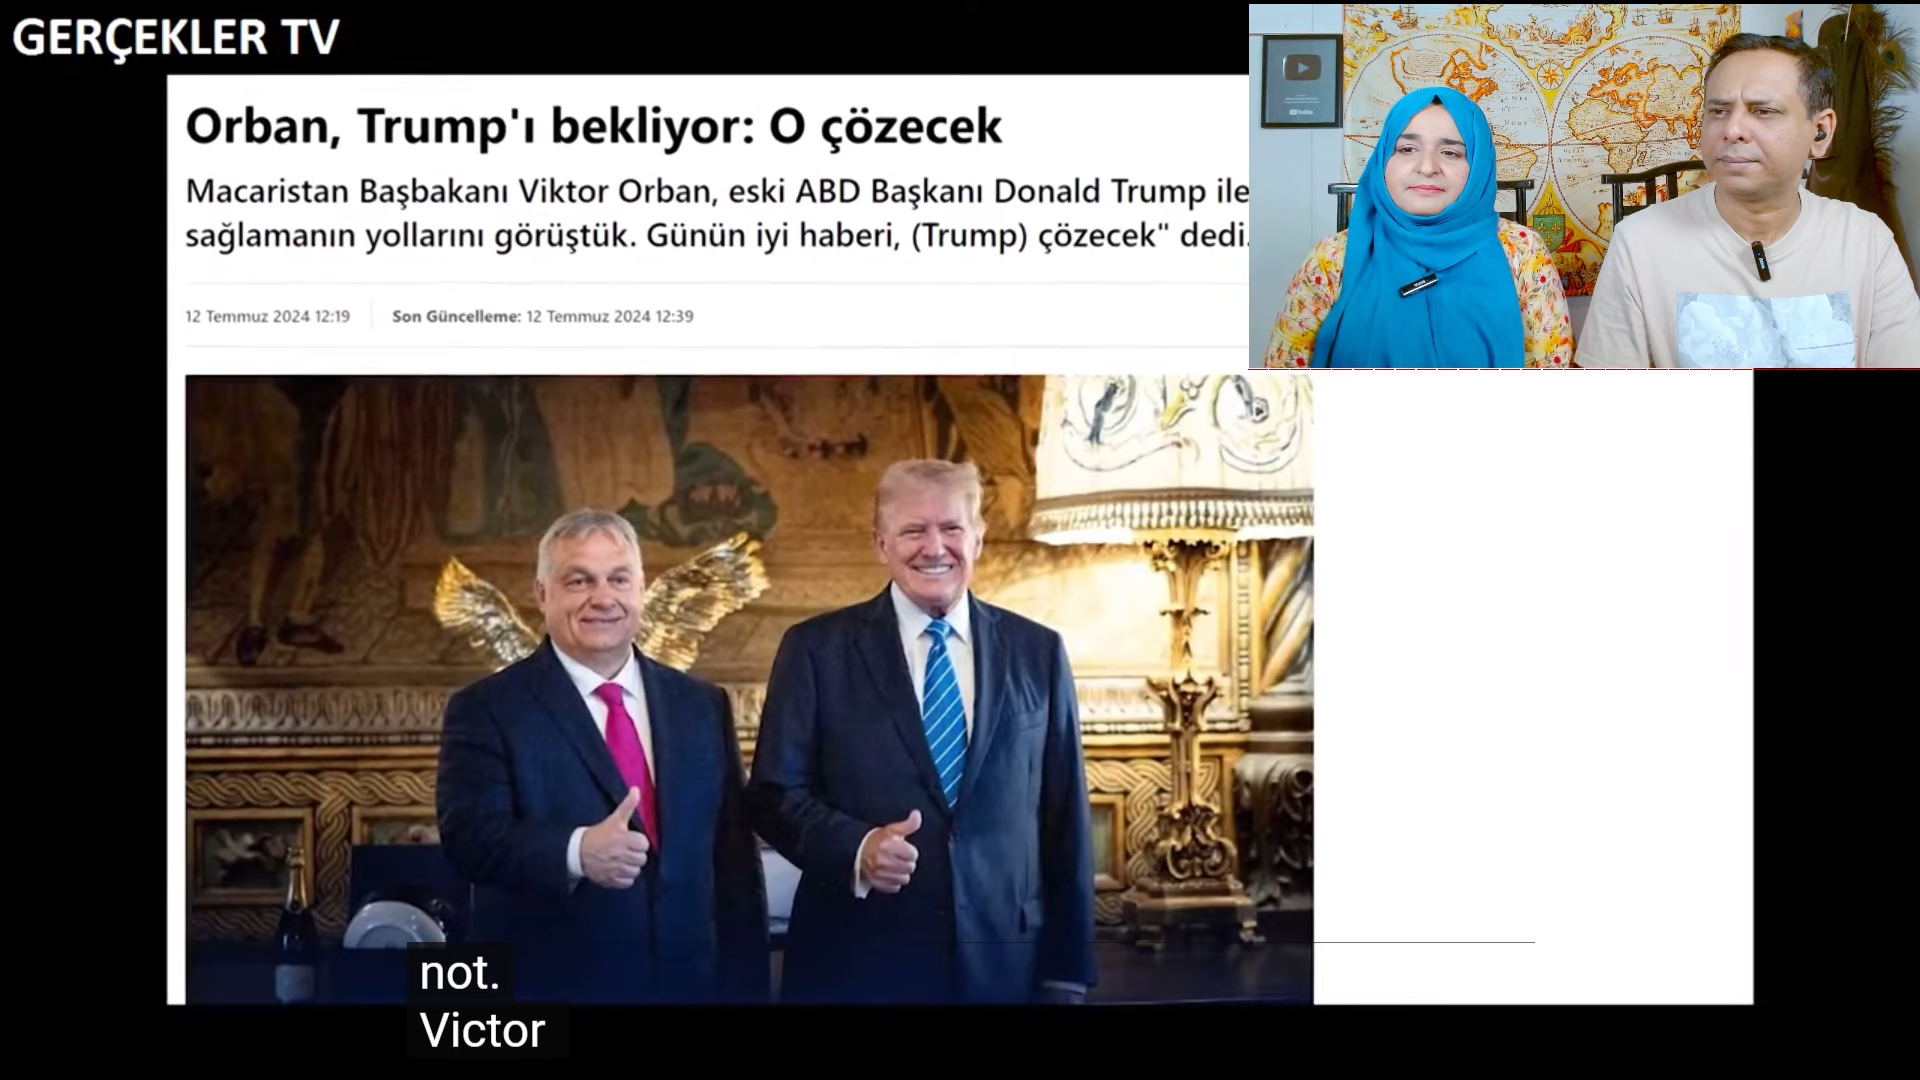 GERÇEKLER TV
Orban, Trump'ı bekliyor: O çözecek
Macaristan Başbakanı Viktor Orban, eski ABD Başkanı Donald Trump ile
sağlamanın yollarını görüştük. Günün iyi haberi, (Trump) çözecek" dedi.
12 Temmuz 2024 12:19 Son Güncelleme: 12 Temmuz 2024 12:39
not.
Victor